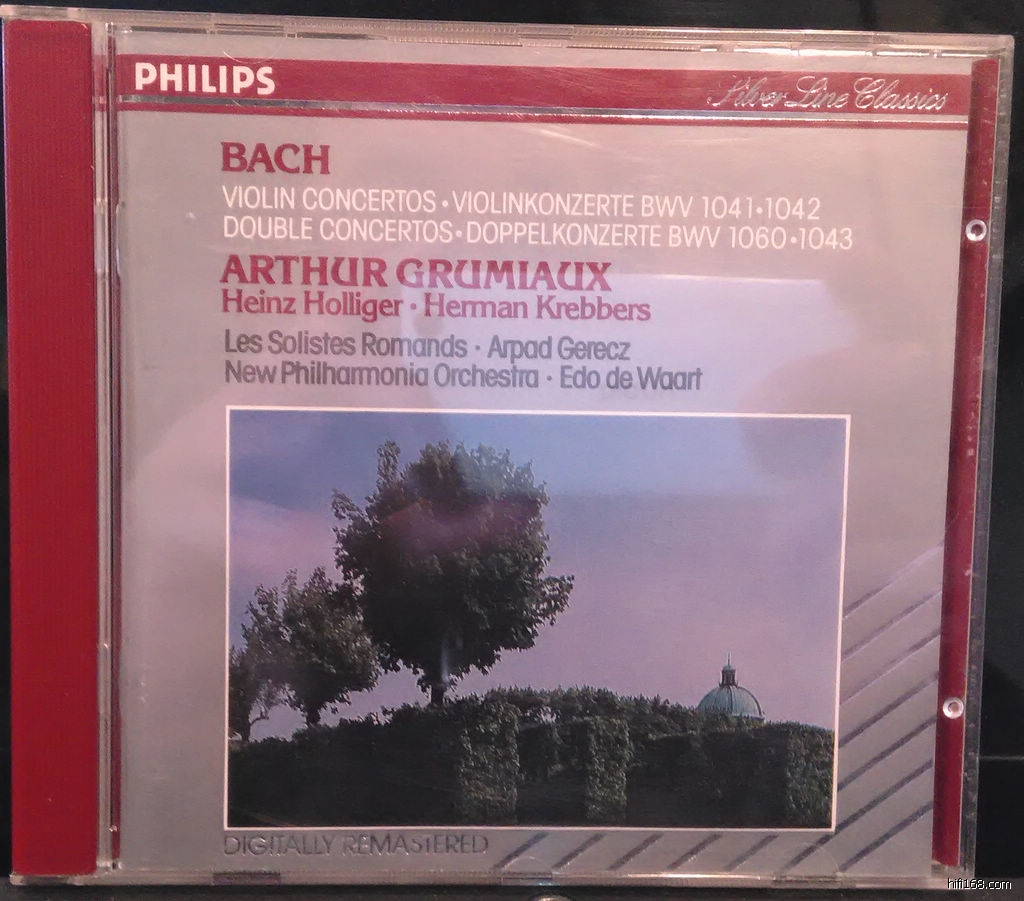 PHILIPS
Silver Line Classics
BACH
VIOLIN CONCERTOS • VIOLINKONZERTE BWV 1041 • 1042
DOUBLE CONCERTOS • DOPPELKONZERTE BWV 1060 • 1043
ARTHUR GRUMIAUX
Heinz Holliger • Herman Krebbers
Les Solistes Romands • Arpad Gerecz
New Philharmonia Orchestra • Edo de Waart
DIGITALLY REMASTERED
hifi168.com